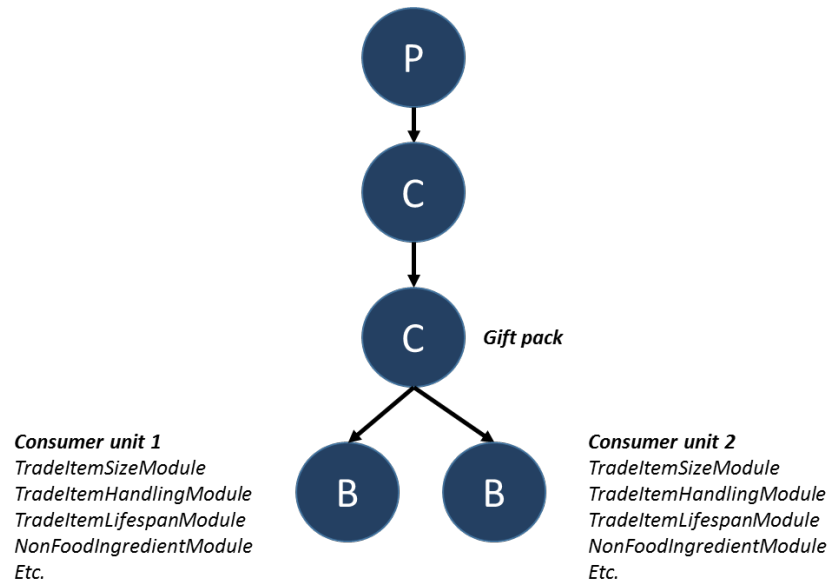 P
C
C
Gift pack
Consumer unit 1
TradeItemSizeModule
TradeItemHandlingModule
TradeItemLifespanModule
NonFoodIngredientModule
Etc.
B
B
Consumer unit 2
TradeItemSizeModule
TradeItemHandlingModule
TradeItemLifespanModule
NonFoodIngredientModule
Etc.